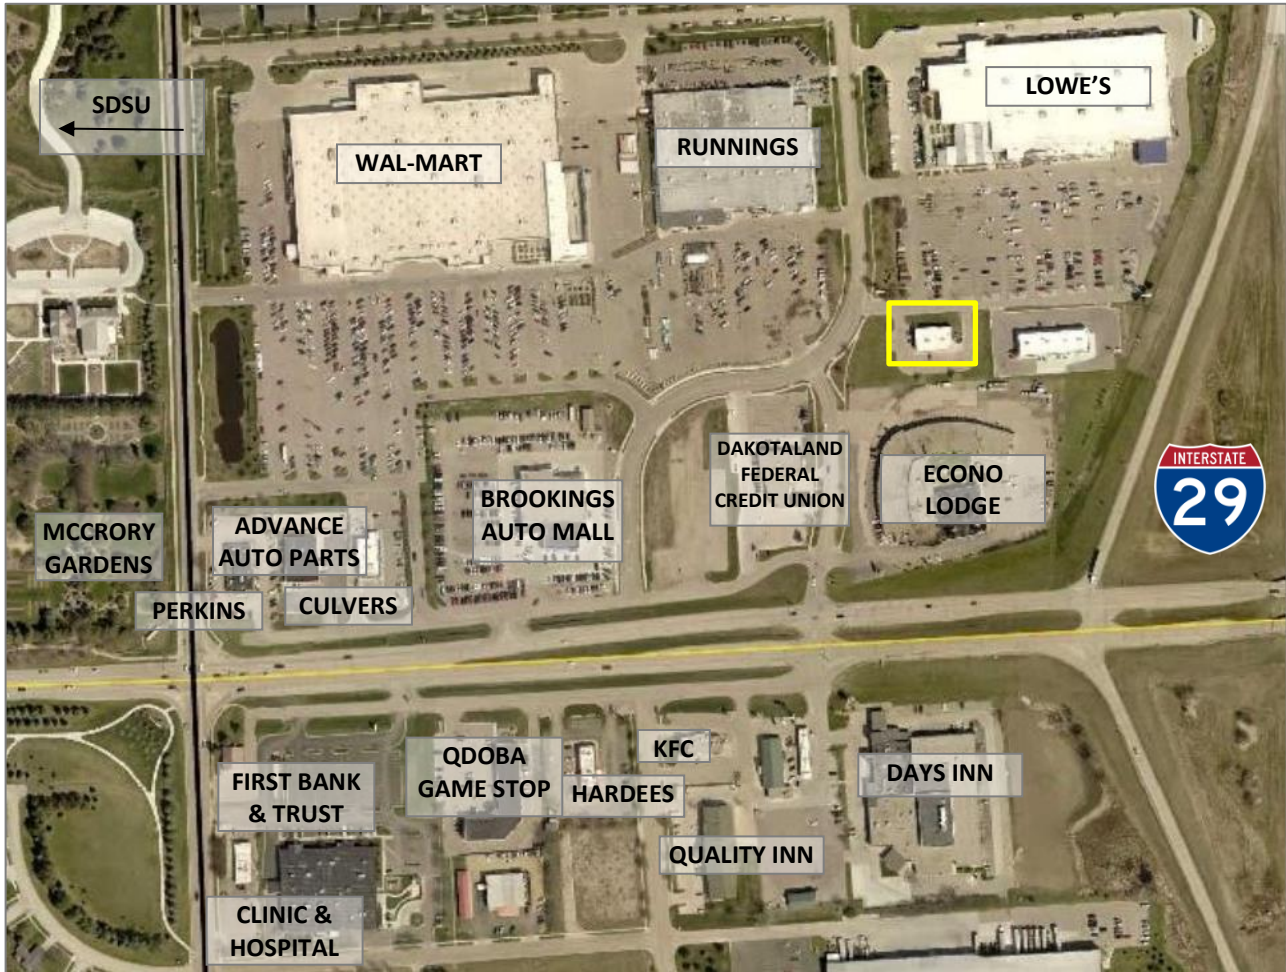 SDSU
WAL-MART
RUNNINGS
LOWE'S
DAKOTALAND
FEDERAL
CREDIT UNION
ECONO
LODGE
INTERSTATE
29
BROOKINGS
AUTO MALL
ADVANCE
AUTO PARTS
MCCRORY
GARDENS
PERKINS
CULVERS
FIRST BANK
& TRUST
QDOBA
GAME STOP
HARDEES
KFC
DAYS INN
QUALITY INN
CLINIC &
HOSPITAL